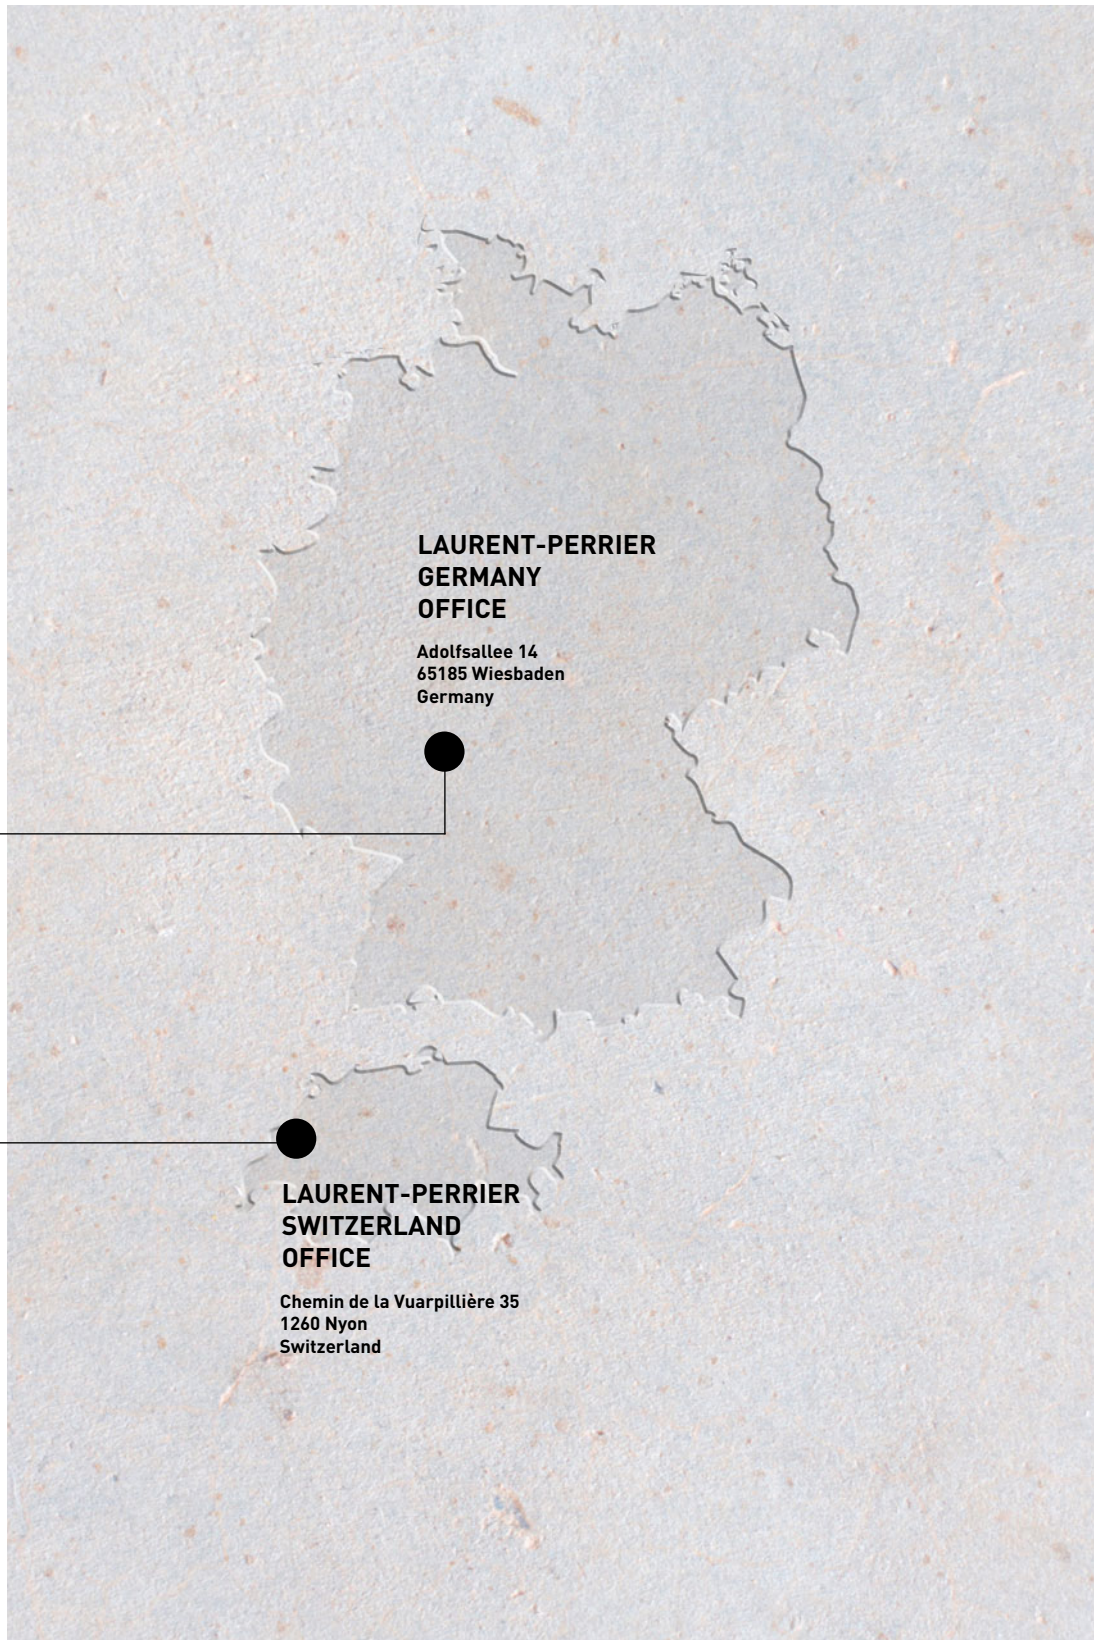 LAURENT-PERRIER
GERMANY
OFFICE
Adolfsallee 14
65185 Wiesbaden
Germany
LAURENT-PERRIER
SWITZERLAND
OFFICE
Chemin de la Vuarpillière 35
1260 Nyon
Switzerland